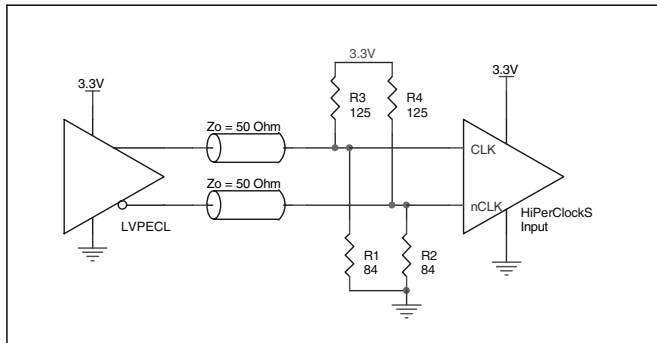 3.3V
3.3V
3.3V
R3
125
R4
125
Zo = 50 Ohm
CLK
Zo = 50 Ohm
nCLK
HiPerClockS
Input
LVPECL
R1
84
R2
84